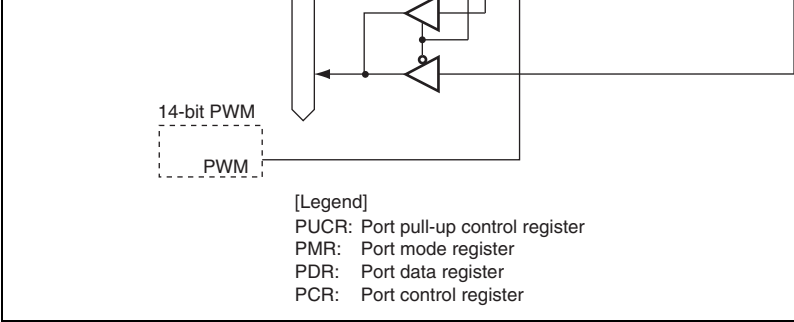 14-bit PWM
PWM
[Legend]
PUCR: Port pull-up control register
PMR: Port mode register
PDR: Port data register
PCR: Port control register